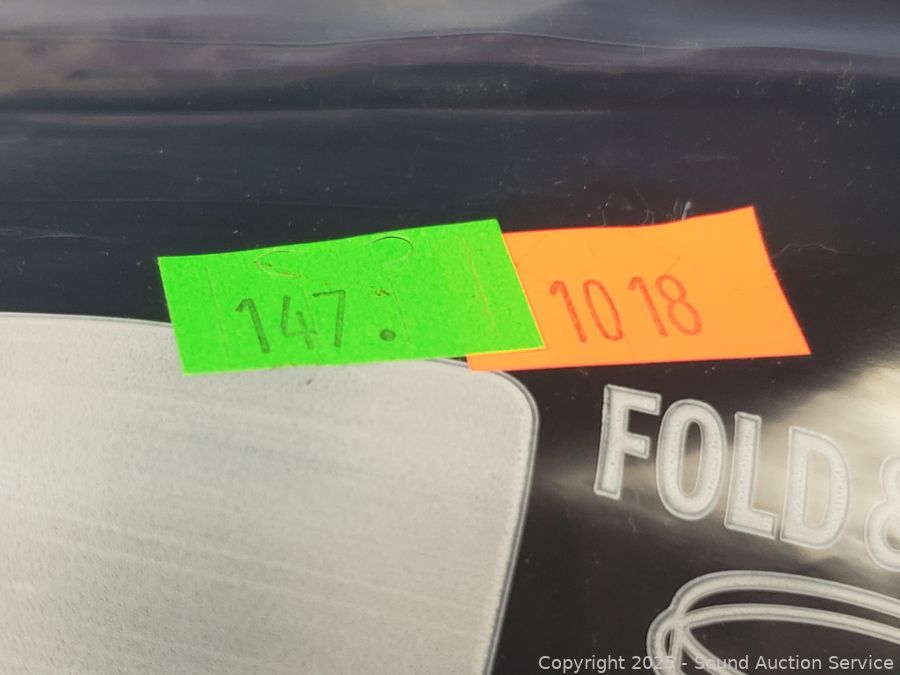 147.
1018
FOLD &
Copyright 2025 - Sound Auction Service